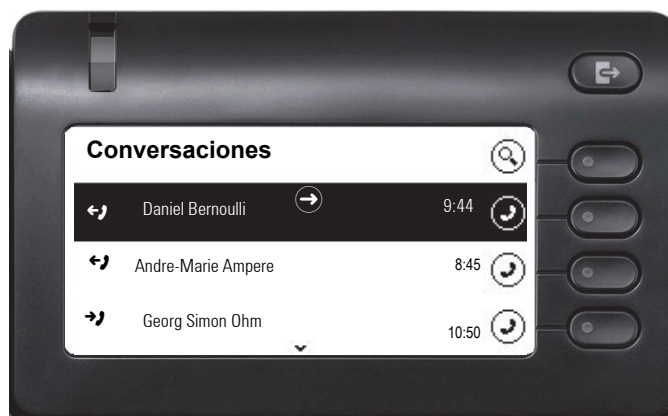 Conversaciones
Daniel Bernoulli 9:44
Andre-Marie Ampere 8:45
Georg Simon Ohm 10:50